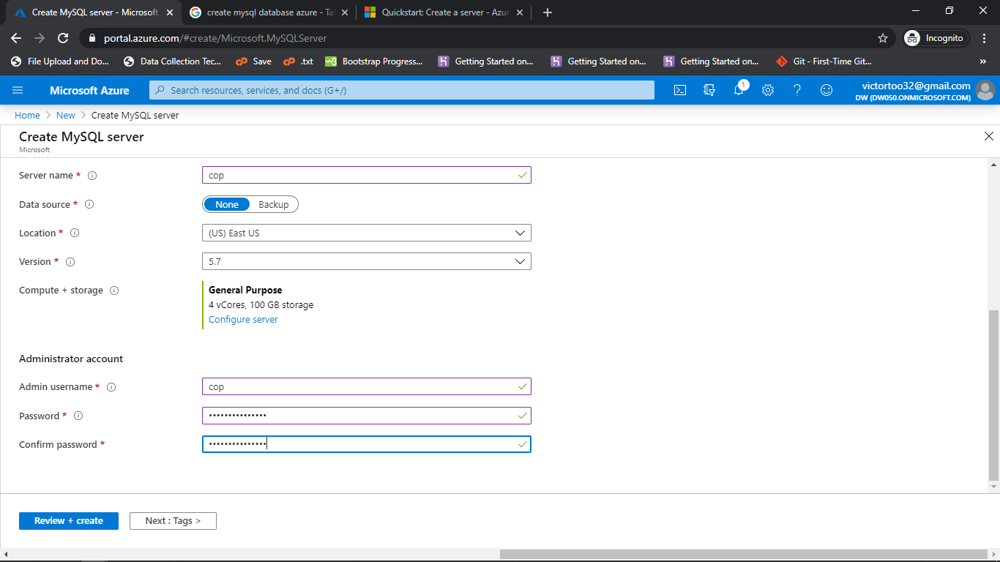 Create MySQL server - Microsoft
create mysql database azure - Ta
Quickstart: Create a server - Azur
portal.azure.com/#create/Microsoft.MySQLServer
Incognito
File Upload and Do...
Data Collection Tec...
cP Save
cP .txt
w3 Bootstrap Progress...
Getting Started on...
Getting Started on...
Getting Started on...
Git - First-Time Git...
»
Microsoft Azure
Search resources, services, and docs (G+/)
1
victortoo32@gmail.com
DW (DW050.ONMICROSOFT.COM)
Home > New > Create MySQL server
Create MySQL server
Microsoft
Server name *
cop
Data source *
None Backup
Location *
(US) East US
Version *
5.7
Compute + storage
General Purpose
4 vCores, 100 GB storage
Configure server
Administrator account
Admin username *
cop
Password *
•••••••••••••••
Confirm password *
•••••••••••••••
Review + create
Next : Tags >